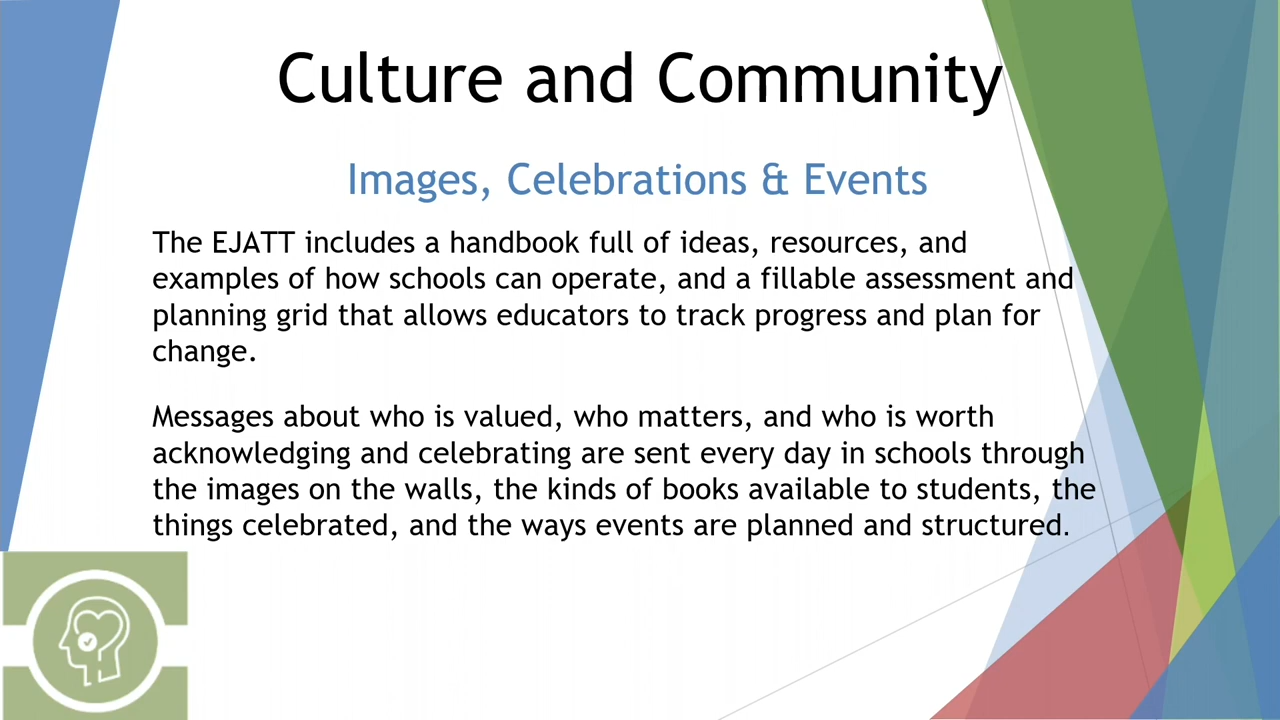 Culture and Community
Images, Celebrations & Events
The EJATT includes a handbook full of ideas, resources, and
examples of how schools can operate, and a fillable assessment and
planning grid that allows educators to track progress and plan for
change.
Messages about who is valued, who matters, and who is worth
acknowledging and celebrating are sent every day in schools through
the images on the walls, the kinds of books available to students, the
things celebrated, and the ways events are planned and structured.